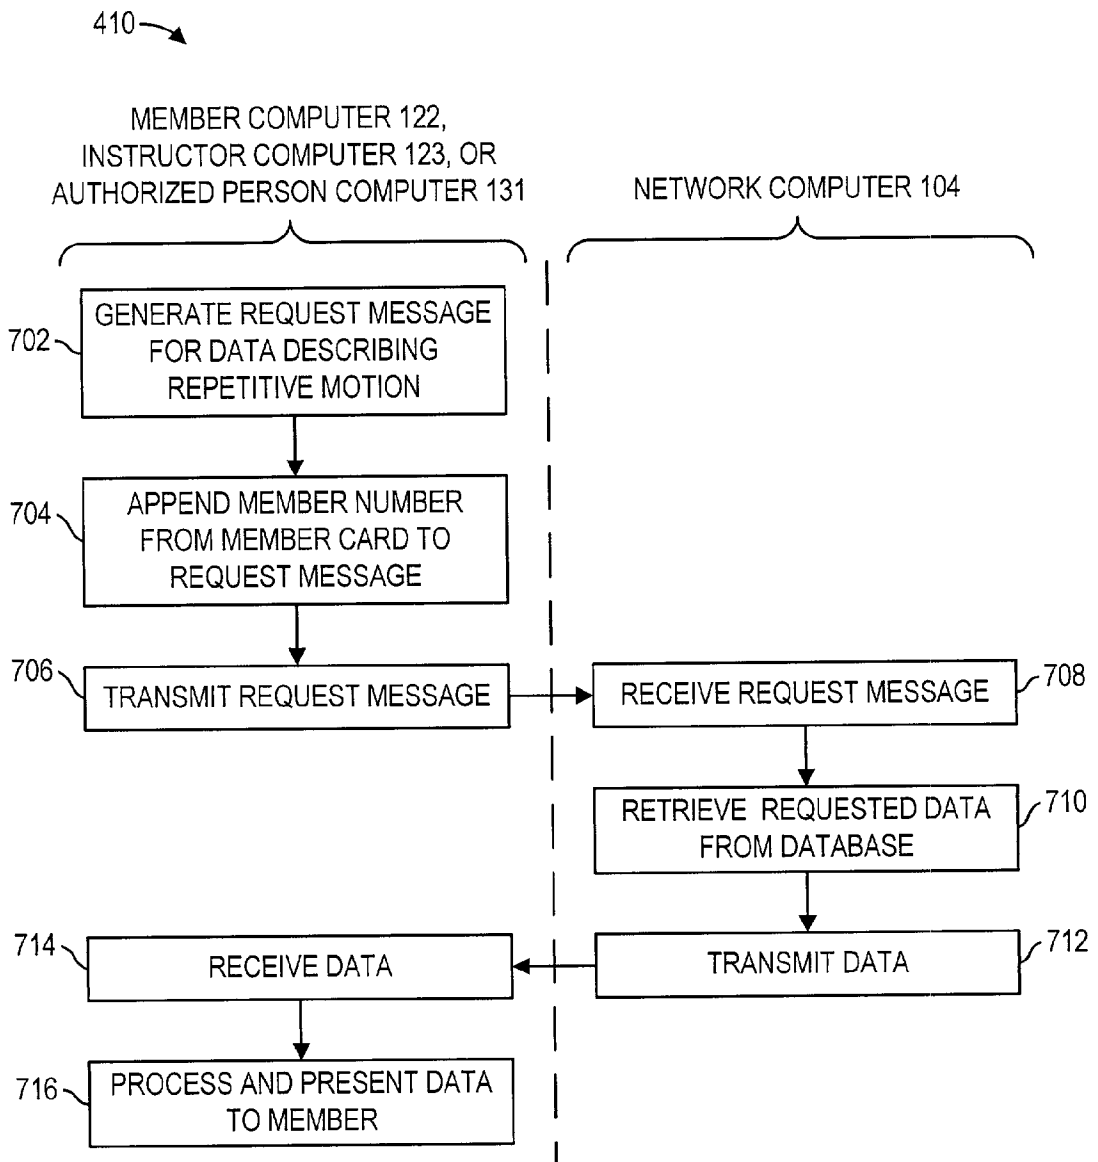 410
MEMBER COMPUTER 122,
INSTRUCTOR COMPUTER 123, OR
AUTHORIZED PERSON COMPUTER 131
NETWORK COMPUTER 104
702
GENERATE REQUEST MESSAGE
FOR DATA DESCRIBING
REPETITIVE MOTION
704
APPEND MEMBER NUMBER
FROM MEMBER CARD TO
REQUEST MESSAGE
706
TRANSMIT REQUEST MESSAGE
RECEIVE REQUEST MESSAGE
708
RETRIEVE REQUESTED DATA
FROM DATABASE
710
714
RECEIVE DATA
TRANSMIT DATA
712
716
PROCESS AND PRESENT DATA
TO MEMBER